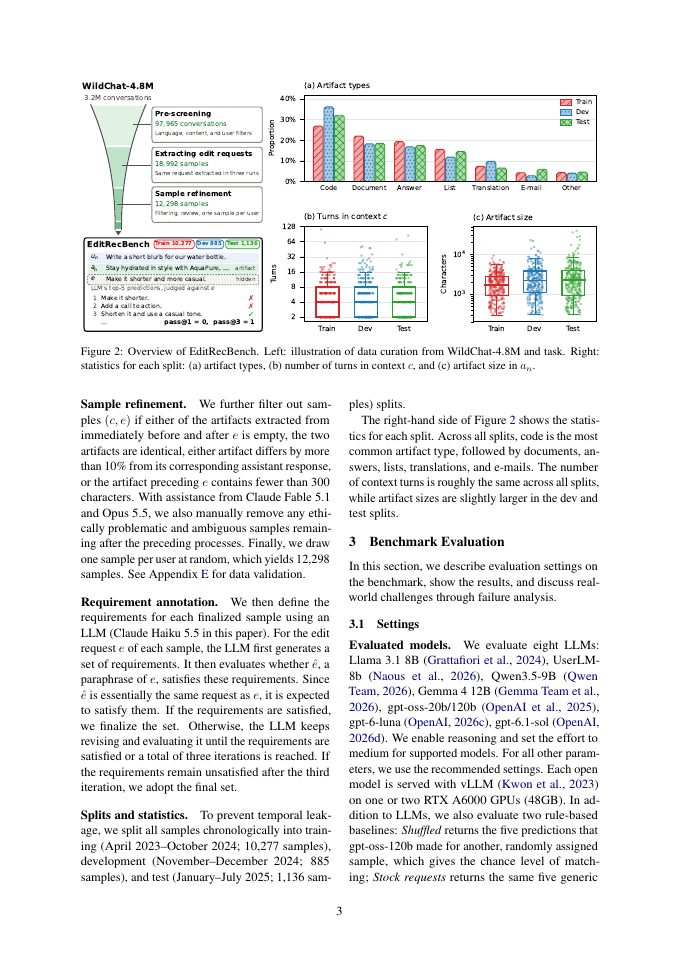 WildChat-4.8M
3.2M conversations
Pre-screening
97,965 conversations
Language, content, and user filters
Extracting edit requests
18,992 samples
Same request extracted in three runs
Sample refinement
12,298 samples
Filtering, review, one sample per user
EditRecBench Train 10,277 Dev 885 Test 1,136
Write a short blurb for our water bottle.
Stay hydrated in style with AquaPure, ... artifact
e Make it shorter and more casual. hidden
LLM's top-5 predictions, judged against e
1 Make it shorter. ✗
2 Add a call to action. ✗
3 Shorten it and use a casual tone. ✓
... pass@1 = 0, pass@3 = 1
(a) Artifact types
Proportion
40%
30%
20%
10%
0%
Train
Dev
Test
Code Document Answer List Translation E-mail Other
(b) Turns in context c
Turns
128
64
32
16
8
4
2
Train Dev Test
(c) Artifact size
Characters
10⁴
10³
Train Dev Test
Figure 2: Overview of EditRecBench. Left: illustration of data curation from WildChat-4.8M and task. Right:
statistics for each split: (a) artifact types, (b) number of turns in context c, and (c) artifact size in aₙ.
Sample refinement. We further filter out sam-
ples (c, e) if either of the artifacts extracted from
immediately before and after e is empty, the two
artifacts are identical, either artifact differs by more
than 10% from its corresponding assistant response,
or the artifact preceding e contains fewer than 300
characters. With assistance from Claude Fable 5.1
and Opus 5.5, we also manually remove any ethi-
cally problematic and ambiguous samples remain-
ing after the preceding processes. Finally, we draw
one sample per user at random, which yields 12,298
samples. See Appendix E for data validation.
Requirement annotation. We then define the
requirements for each finalized sample using an
LLM (Claude Haiku 5.5 in this paper). For the edit
request e of each sample, the LLM first generates a
set of requirements. It then evaluates whether ê, a
paraphrase of e, satisfies these requirements. Since
ê is essentially the same request as e, it is expected
to satisfy them. If the requirements are satisfied,
we finalize the set. Otherwise, the LLM keeps
revising and evaluating it until the requirements are
satisfied or a total of three iterations is reached. If
the requirements remain unsatisfied after the third
iteration, we adopt the final set.
Splits and statistics. To prevent temporal leak-
age, we split all samples chronologically into train-
ing (April 2023–October 2024; 10,277 samples),
development (November–December 2024; 885
samples), and test (January–July 2025; 1,136 sam-
ples) splits.
The right-hand side of Figure 2 shows the statis-
tics for each split. Across all splits, code is the most
common artifact type, followed by documents, an-
swers, lists, translations, and e-mails. The number
of context turns is roughly the same across all splits,
while artifact sizes are slightly larger in the dev and
test splits.
3 Benchmark Evaluation
In this section, we describe evaluation settings on
the benchmark, show the results, and discuss real-
world challenges through failure analysis.
3.1 Settings
Evaluated models. We evaluate eight LLMs:
Llama 3.1 8B (Grattafiori et al., 2024), UserLM-
8b (Naous et al., 2026), Qwen3.5-9B (Qwen
Team, 2026), Gemma 4 12B (Gemma Team et al.,
2026), gpt-oss-20b/120b (OpenAI et al., 2025),
gpt-6-luna (OpenAI, 2026c), gpt-6.1-sol (OpenAI,
2026d). We enable reasoning and set the effort to
medium for supported models. For all other param-
eters, we use the recommended settings. Each open
model is served with vLLM (Kwon et al., 2023)
on one or two RTX A6000 GPUs (48GB). In ad-
dition to LLMs, we also evaluate two rule-based
baselines: Shuffled returns the five predictions that
gpt-oss-120b made for another, randomly assigned
sample, which gives the chance level of match-
ing; Stock requests returns the same five generic
3